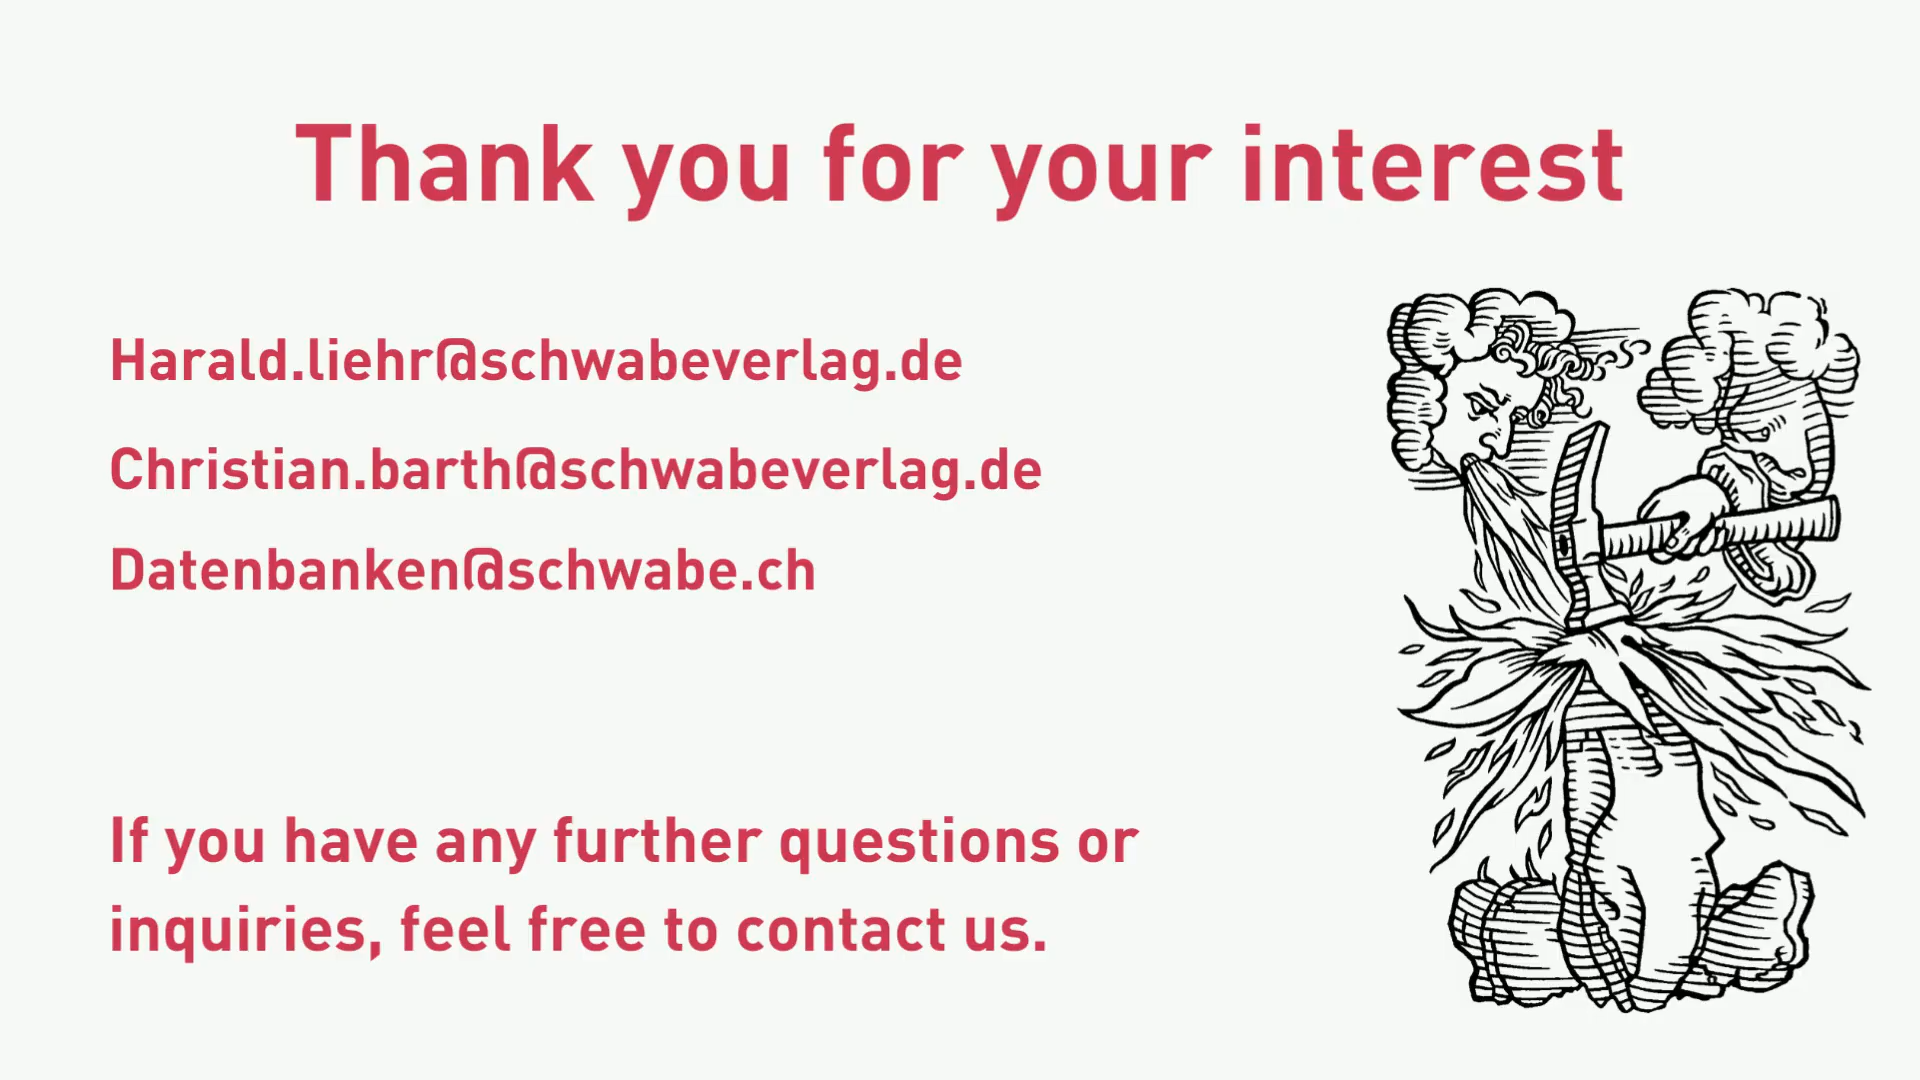 Thank you for your interest
Harald.liehr@schwabeverlag.de
Christian.barth@schwabeverlag.de
Datenbanken@schwabe.ch
If you have any further questions or
inquiries, feel free to contact us.